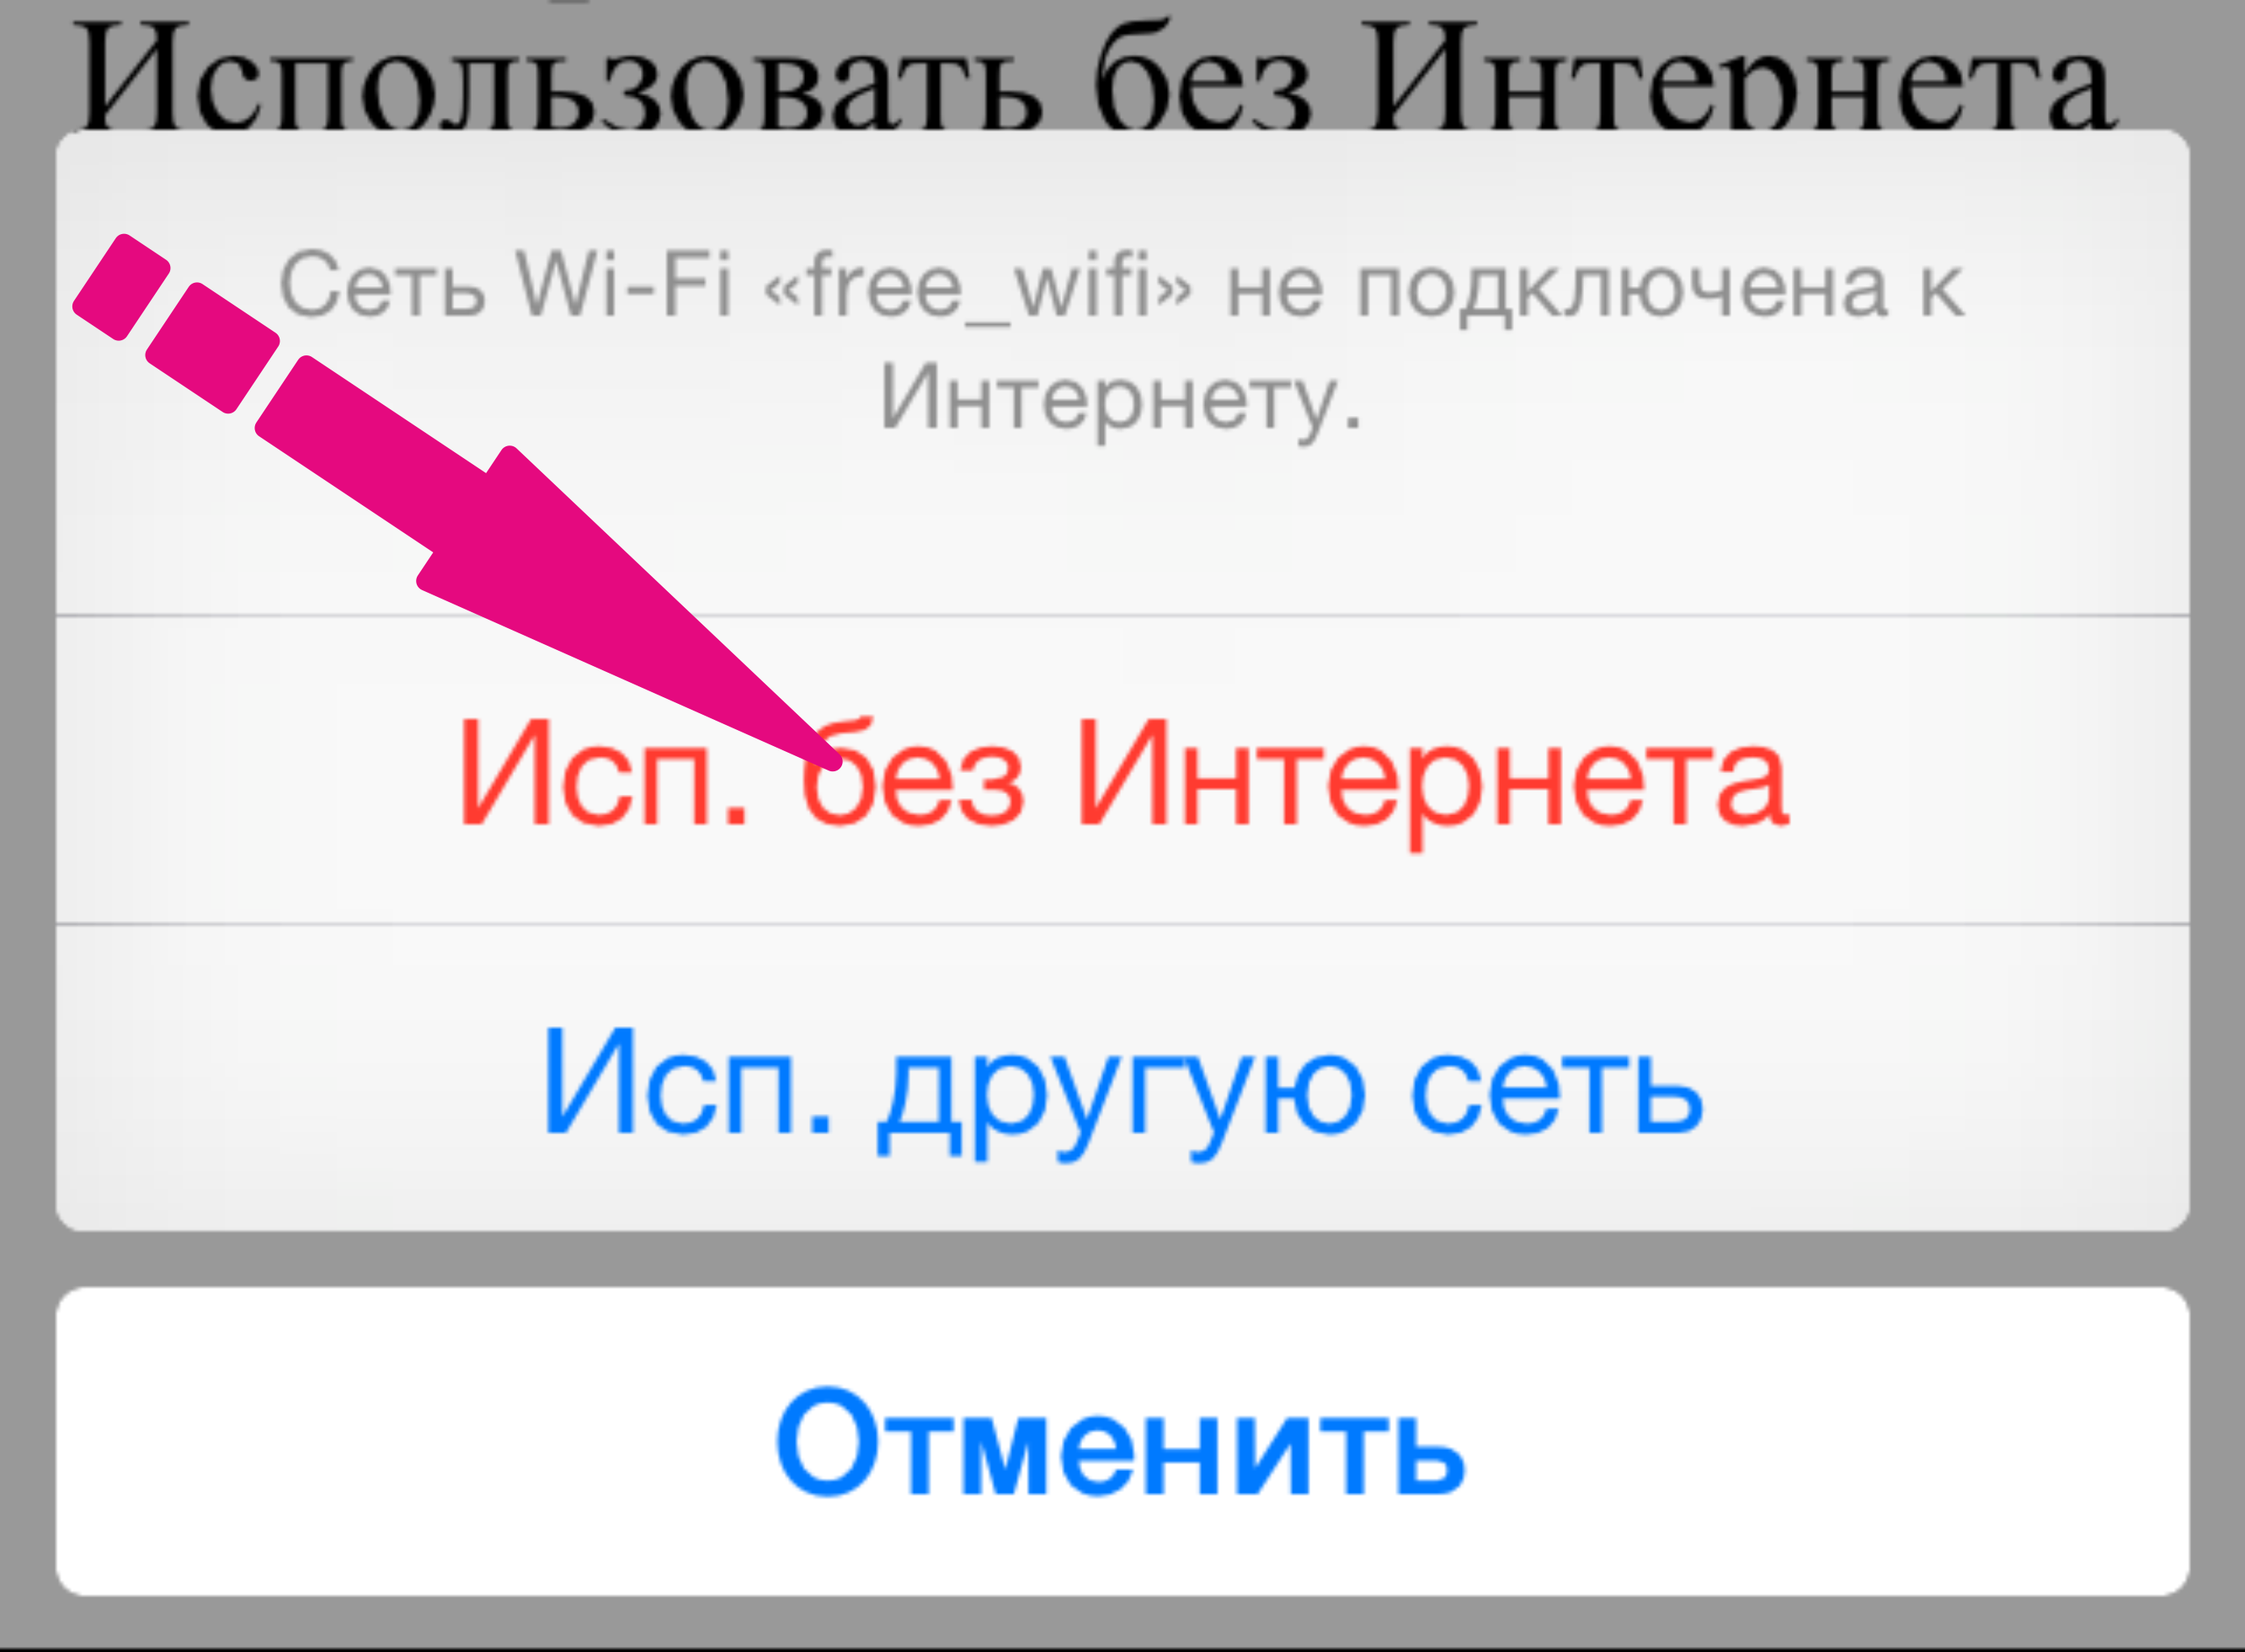 Использовать без Интернета
Сеть Wi-Fi «free_wifi» не подключена к
Интернету.
Исп. без Интернета
Исп. другую сеть
Отменить